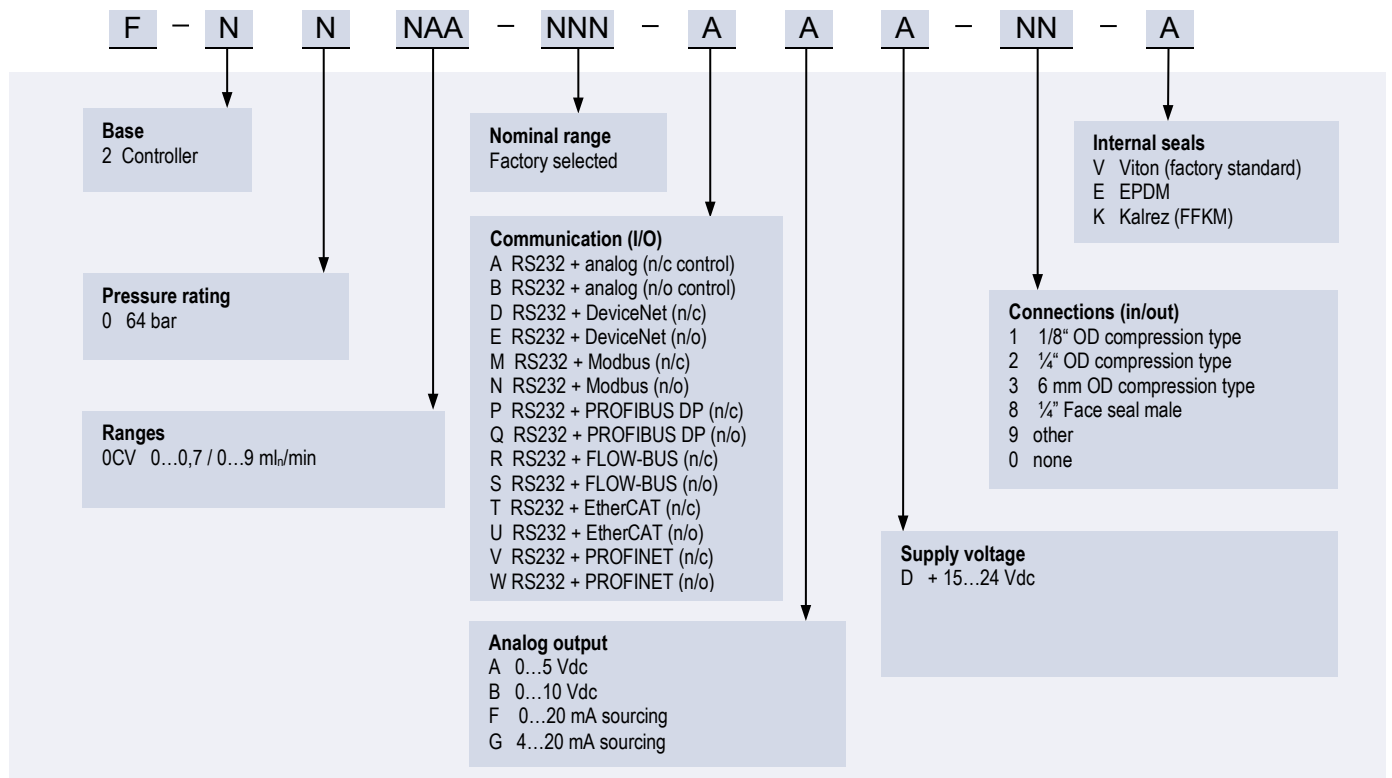 F – N N NAA – NNN – A A A – NN – A
Base
2 Controller
Pressure rating
0 64 bar
Ranges
0CV 0…0,7 / 0…9 mlₙ/min
Nominal range
Factory selected
Communication (I/O)
A RS232 + analog (n/c control)
B RS232 + analog (n/o control)
D RS232 + DeviceNet (n/c)
E RS232 + DeviceNet (n/o)
M RS232 + Modbus (n/c)
N RS232 + Modbus (n/o)
P RS232 + PROFIBUS DP (n/c)
Q RS232 + PROFIBUS DP (n/o)
R RS232 + FLOW-BUS (n/c)
S RS232 + FLOW-BUS (n/o)
T RS232 + EtherCAT (n/c)
U RS232 + EtherCAT (n/o)
V RS232 + PROFINET (n/c)
W RS232 + PROFINET (n/o)
Analog output
A 0…5 Vdc
B 0…10 Vdc
F 0…20 mA sourcing
G 4…20 mA sourcing
Internal seals
V Viton (factory standard)
E EPDM
K Kalrez (FFKM)
Connections (in/out)
1 1/8“ OD compression type
2 ¼“ OD compression type
3 6 mm OD compression type
8 ¼” Face seal male
9 other
0 none
Supply voltage
D + 15…24 Vdc